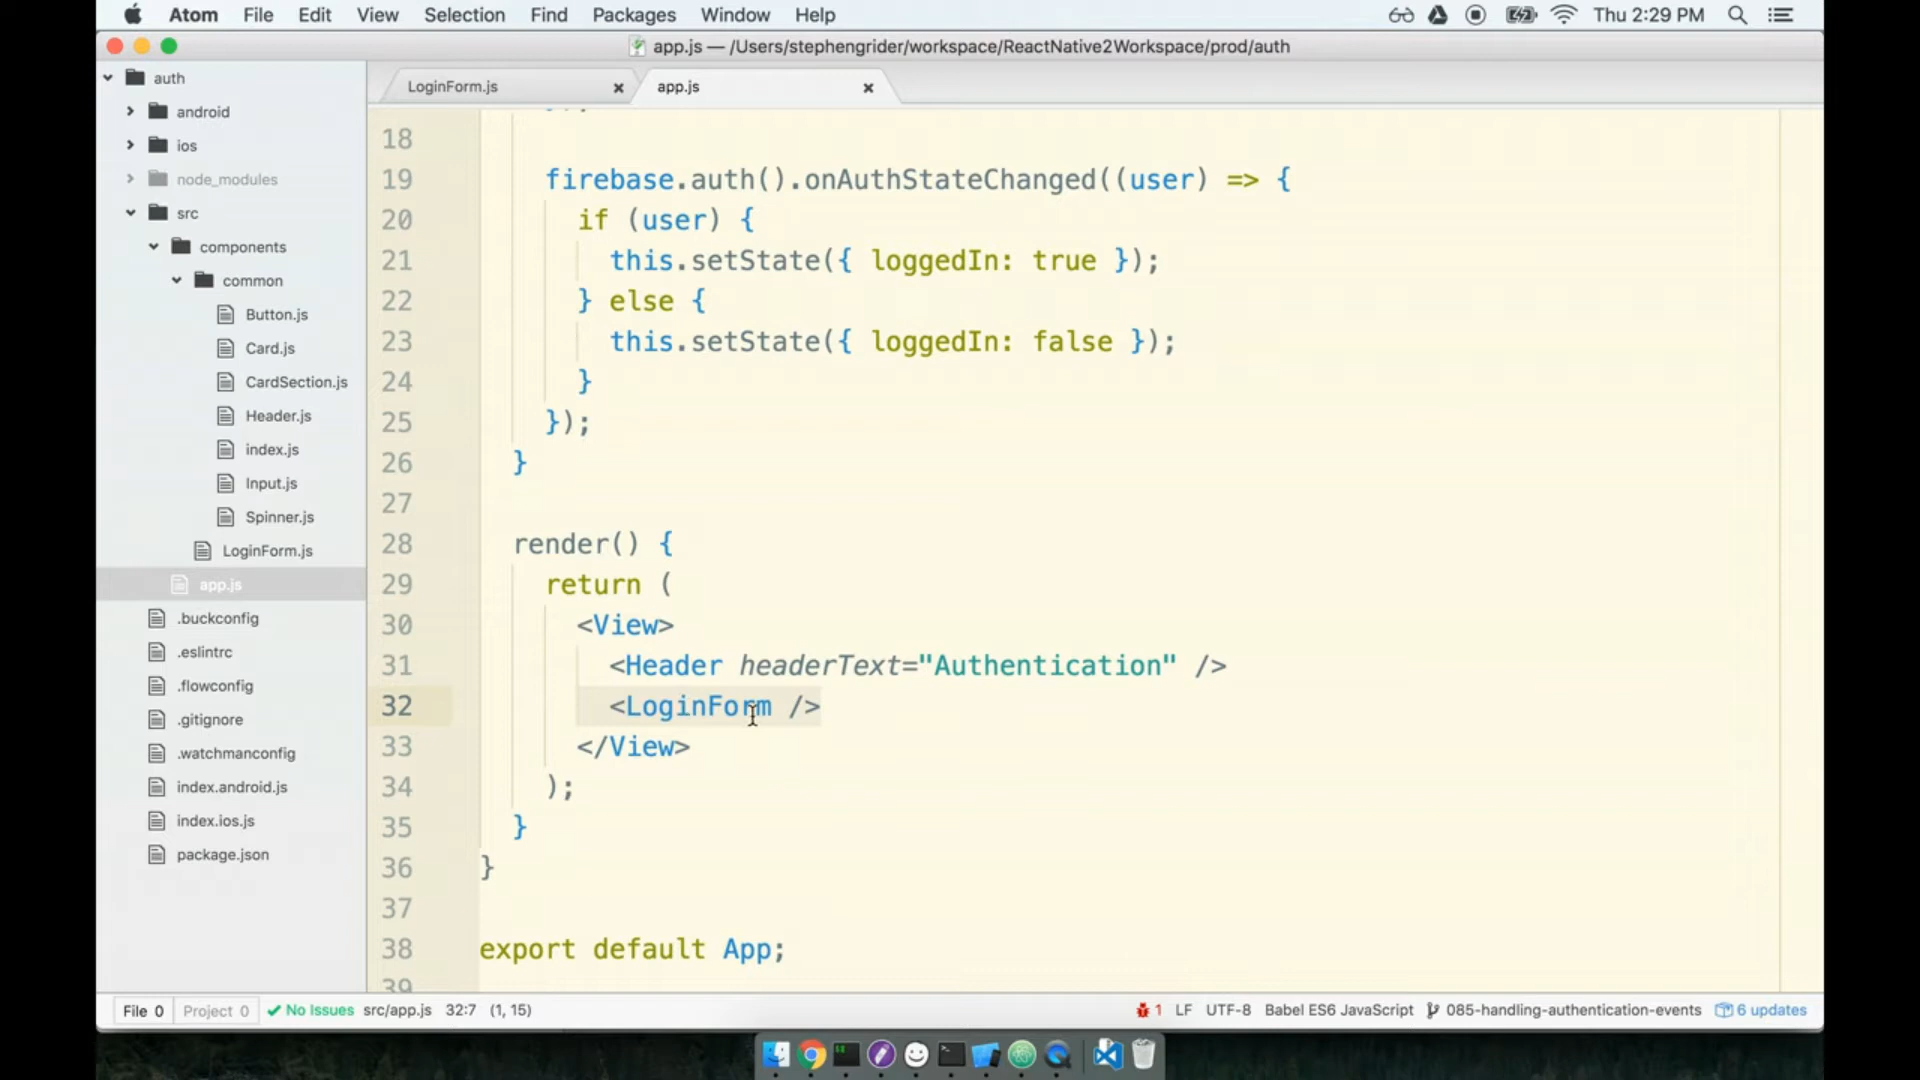 Atom File Edit View Selection Find Packages Window Help Thu 2:29 PM
app.js — /Users/stephengrider/workspace/ReactNative2Workspace/prod/auth
auth
android
ios
node_modules
src
components
common
Button.js
Card.js
CardSection.js
Header.js
index.js
Input.js
Spinner.js
LoginForm.js
app.js
.buckconfig
.eslintrc
.flowconfig
.gitignore
.watchmanconfig
index.android.js
index.ios.js
package.json
LoginForm.js app.js
18
19 firebase.auth().onAuthStateChanged((user) => {
20 if (user) {
21 this.setState({ loggedIn: true });
22 } else {
23 this.setState({ loggedIn: false });
24 }
25 });
26 }
27
28 render() {
29 return (
30 <View>
31 <Header headerText="Authentication" />
32 <LoginForm />
33 </View>
34 );
35 }
36 }
37
38 export default App;
39
File 0 Project 0 No Issues src/app.js 32:7 (1, 15) 1 LF UTF-8 Babel ES6 JavaScript 085-handling-authentication-events 6 updates